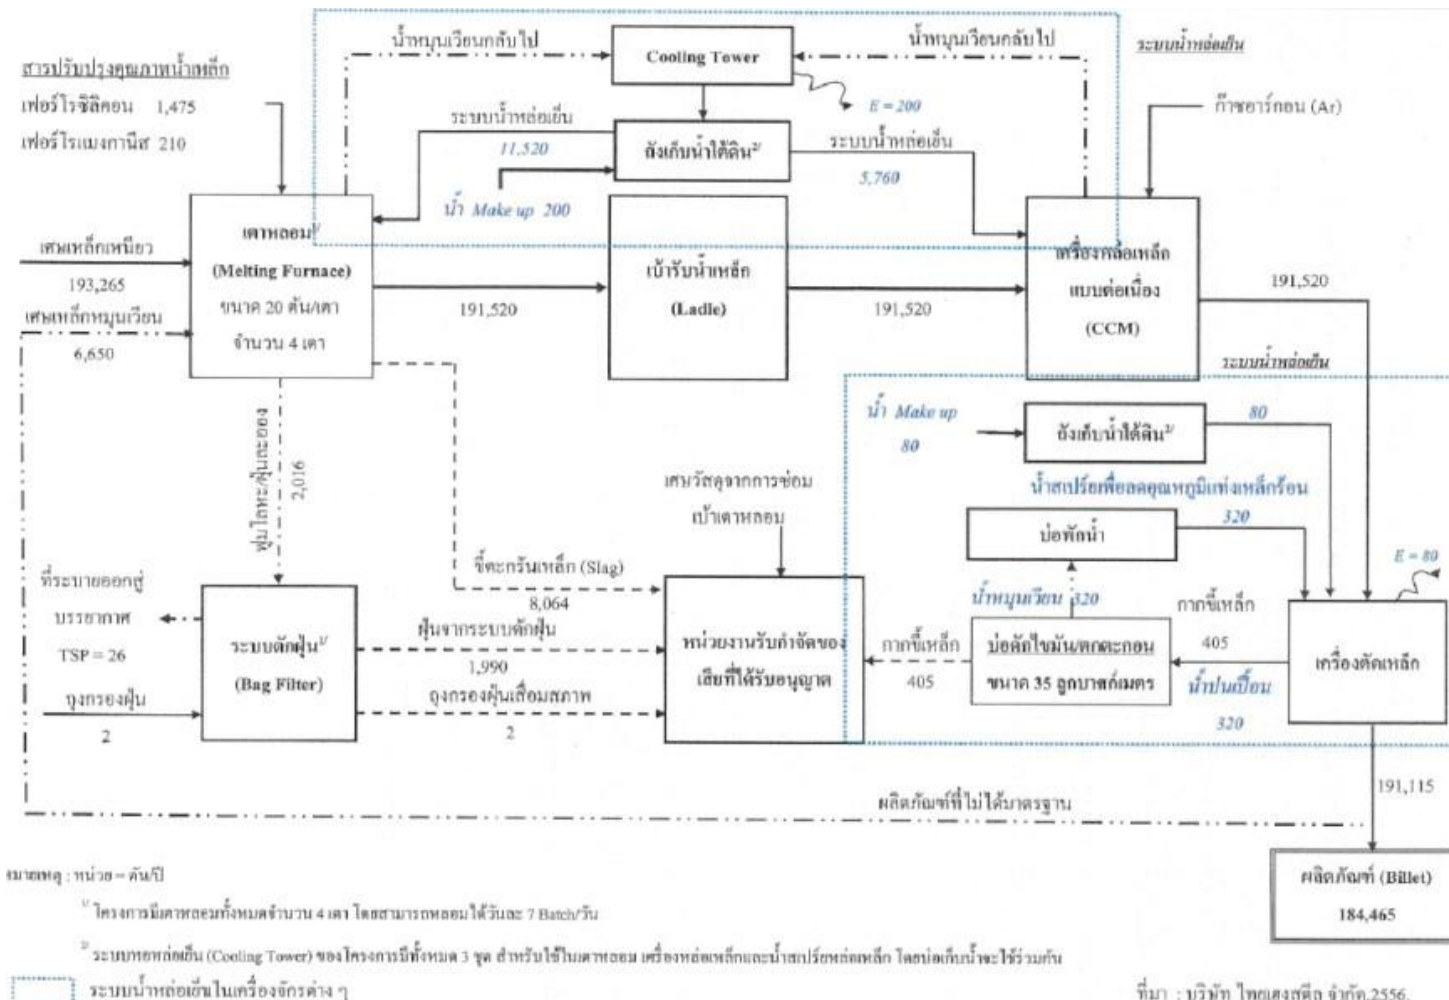 น้ำหมุนเวียนกลับไป
Cooling Tower
น้ำหมุนเวียนกลับไป
ระบบน้ำหล่อเย็น
สารปรับปรุงคุณภาพน้ำเหล็ก
เฟอร์โรซิลิคอน 1,475
เฟอร์โรแมงกานีส 210
E = 200
ก๊าซอาร์กอน (Ar)
ระบบน้ำหล่อเย็น
11,520
ถังเก็บน้ำใต้ดิน2/
ระบบน้ำหล่อเย็น
5,760
น้ำ Make up 200
เศษเหล็กเหนียว
193,265
เศษเหล็กหมุนเวียน
6,650
เตาหลอม1/
(Melting Furnace)
ขนาด 20 ตัน/เตา
จำนวน 4 เตา
191,520
เบ้ารับน้ำเหล็ก
(Ladle)
191,520
เครื่องหล่อเหล็ก
แบบต่อเนื่อง
(CCM)
191,520
ระบบน้ำหล่อเย็น
น้ำ Make up
80
ถังเก็บน้ำใต้ดิน2/
80
น้ำสเปรย์เพื่อลดอุณหภูมิแท่งเหล็กร้อน
320
บ่อพักน้ำ
น้ำหมุนเวียน 320
E = 80
ฟูมโลหะ/ฝุ่นละออง
2,016
เศษวัสดุจากการซ่อม
เบ้าเตาหลอม
ขี้ตะกรันเหล็ก (Slag)
8,064
ที่ระบายออกสู่
บรรยากาศ
TSP = 26
ถุงกรองฝุ่น
2
ระบบดักฝุ่น1/
(Bag Filter)
ฝุ่นจากระบบดักฝุ่น
1,990
ถุงกรองฝุ่นเสื่อมสภาพ
2
หน่วยงานรับกำจัดของ
เสียที่ได้รับอนุญาต
กากขี้เหล็ก
405
บ่อดักไขมัน/ตกตะกอน
ขนาด 35 ลูกบาศก์เมตร
กากขี้เหล็ก
405
น้ำปนเปื้อน
320
เครื่องตัดเหล็ก
191,115
ผลิตภัณฑ์ที่ไม่ได้มาตรฐาน
ผลิตภัณฑ์ (Billet)
184,465
หมายเหตุ : หน่วย = ตัน/ปี
1/ โครงการมีเตาหลอมทั้งหมดจำนวน 4 เตา โดยสามารถหลอมได้วันละ 7 Batch/วัน
2/ ระบบหอหล่อเย็น (Cooling Tower) ของโครงการมีทั้งหมด 3 ชุด สำหรับใช้ในเตาหลอม เครื่องหล่อเหล็กและน้ำสเปรย์หล่อเหล็ก โดยบ่อเก็บน้ำจะใช้ร่วมกัน
ระบบน้ำหล่อเย็นในเครื่องจักรต่าง ๆ
ที่มา : บริษัท ไทยเฮงสตีล จำกัด,2556